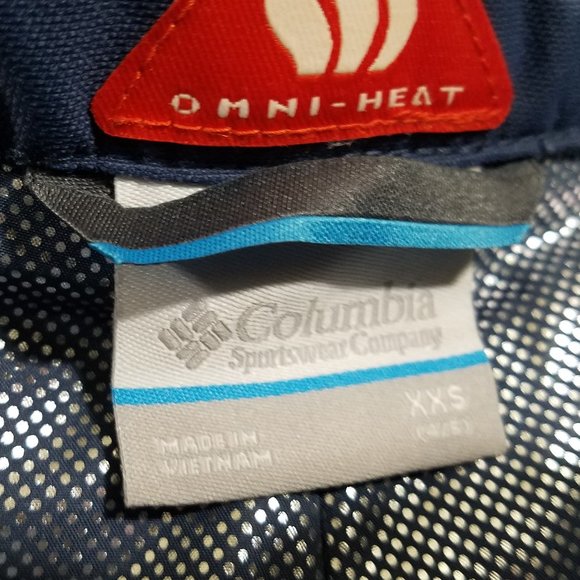 OMNI-HEAT
Columbia
Sportswear Company
XXS
MADE IN
VIETNAM